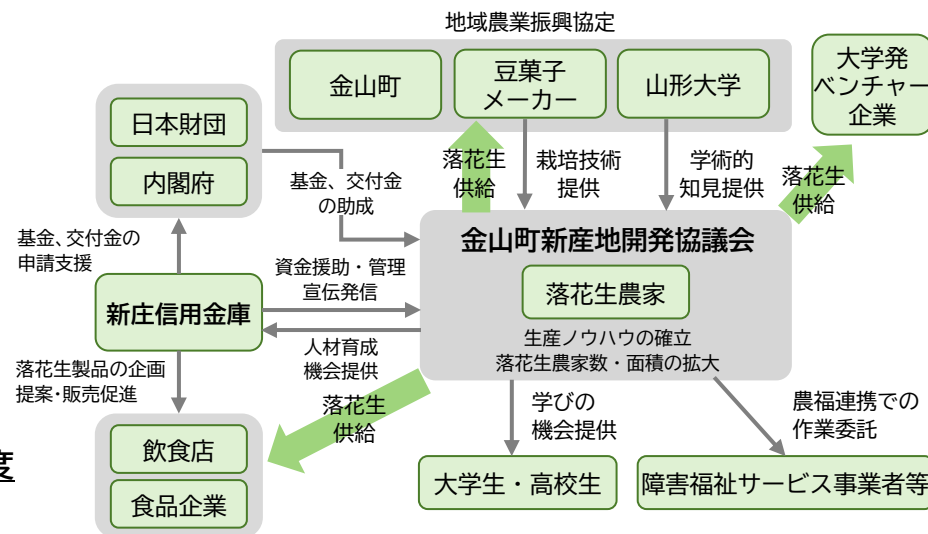 地域農業振興協定
金山町
豆菓子
メーカー
山形大学
大学発
ベンチャー
企業
日本財団
内閣府
基金、交付金
の助成
落花生
供給
栽培技術
提供
学術的
知見提供
落花生
供給
基金、交付金の
申請支援
金山町新産地開発協議会
落花生農家
生産ノウハウの確立
落花生農家数・面積の拡大
新庄信用金庫
資金援助・管理
宣伝発信
人材育成
機会提供
落花生製品の企画
提案・販売促進
落花生
供給
学びの
機会提供
農福連携での
作業委託
飲食店
食品企業
大学生・高校生
障害福祉サービス事業者等
度